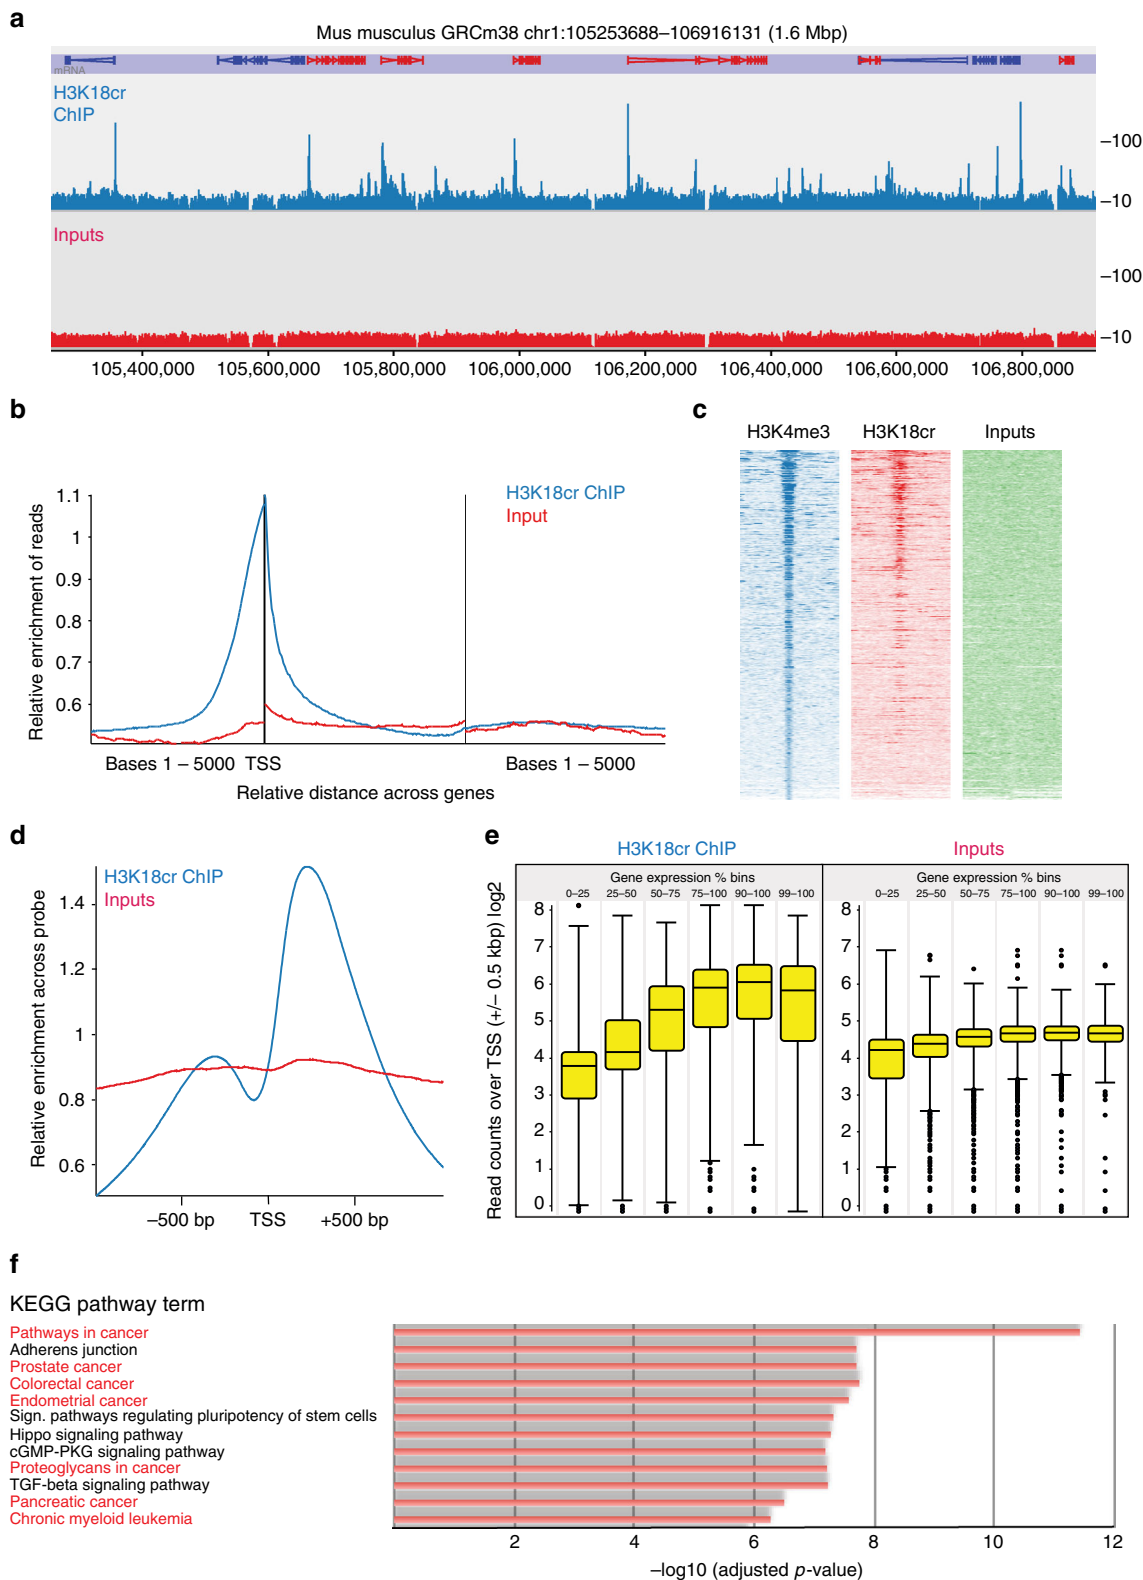 a
Mus musculus GRCm38 chr1:105253688–106916131 (1.6 Mbp)
mRNA
H3K18cr
ChIP
–100
–10
Inputs
–100
–10
105,400,000 105,600,000 105,800,000 106,000,000 106,200,000 106,400,000 106,600,000 106,800,000
b
H3K18cr ChIP
Input
Relative enrichment of reads
1.1
1
0.9
0.8
0.7
0.6
Bases 1 – 5000 TSS Bases 1 – 5000
Relative distance across genes
c
H3K4me3 H3K18cr Inputs
d
H3K18cr ChIP
Inputs
Relative enrichment across probe
1.4
1.2
1
0.8
0.6
–500 bp TSS +500 bp
e
H3K18cr ChIP Inputs
Gene expression % bins Gene expression % bins
0–25 25–50 50–75 75–100 90–100 99–100 0–25 25–50 50–75 75–100 90–100 99–100
Read counts over TSS (+/– 0.5 kbp) log2
8 8
7 7
6 6
5 5
4 4
3 3
2 2
1 1
0 0
f
KEGG pathway term
Pathways in cancer
Adherens junction
Prostate cancer
Colorectal cancer
Endometrial cancer
Sign. pathways regulating pluripotency of stem cells
Hippo signaling pathway
cGMP-PKG signaling pathway
Proteoglycans in cancer
TGF-beta signaling pathway
Pancreatic cancer
Chronic myeloid leukemia
2 4 6 8 10 12
–log10 (adjusted p-value)